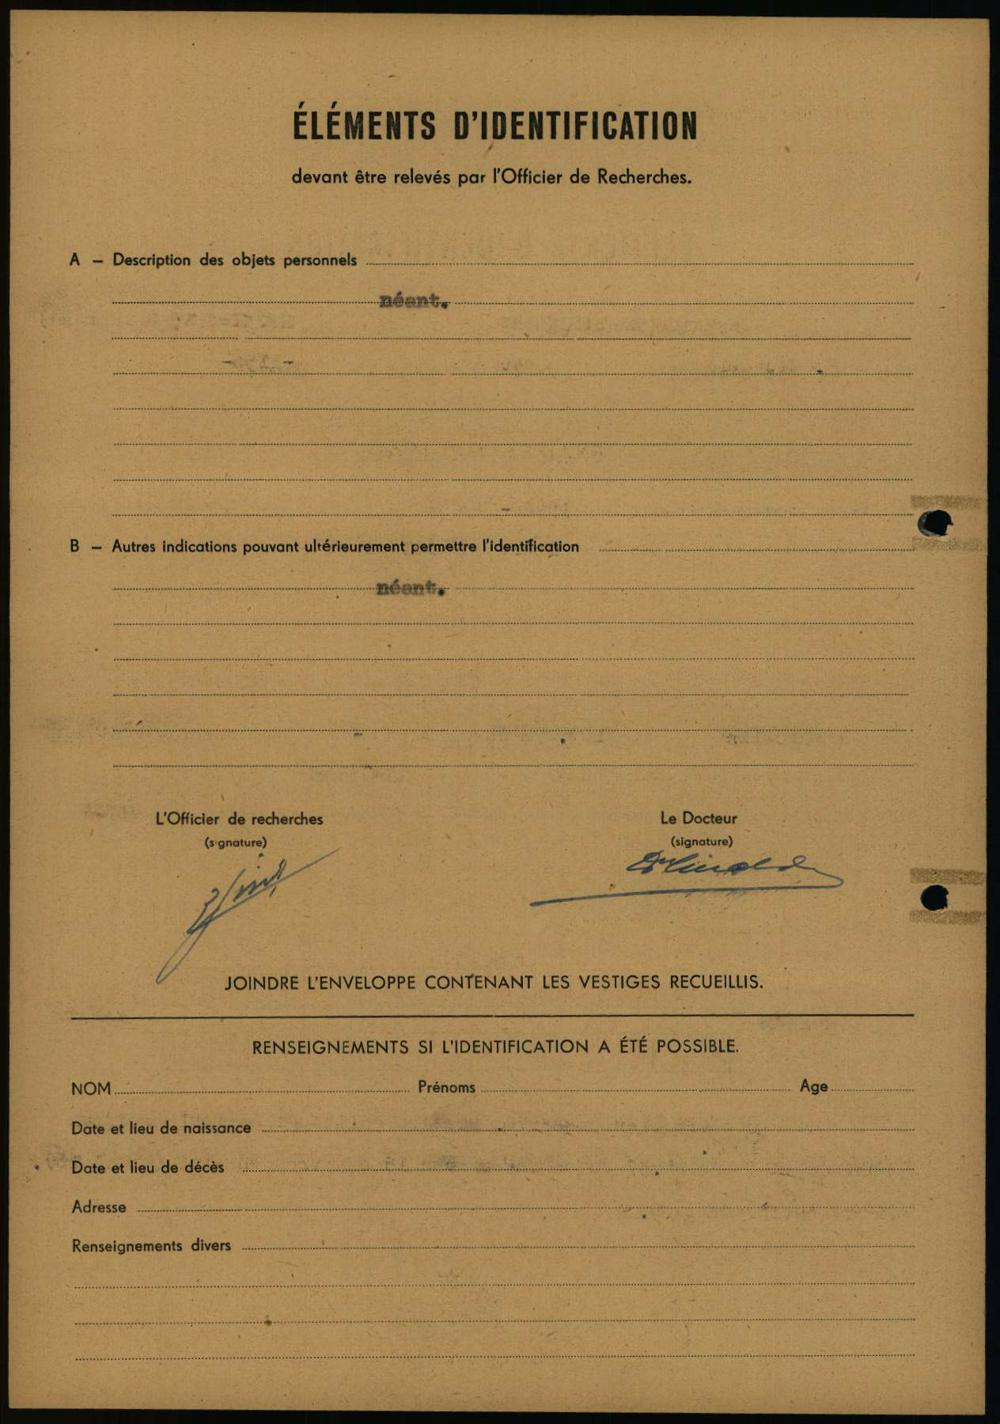 ÉLÉMENTS D'IDENTIFICATION
devant être relevés par l'Officier de Recherches.
A – Description des objets personnels
néant.
B – Autres indications pouvant ultérieurement permettre l'identification
néant.
L'Officier de recherches
(signature)
Le Docteur
(signature)
JOINDRE L'ENVELOPPE CONTENANT LES VESTIGES RECUEILLIS.
RENSEIGNEMENTS SI L'IDENTIFICATION A ÉTÉ POSSIBLE.
NOM Prénoms Age
Date et lieu de naissance
Date et lieu de décès
Adresse
Renseignements divers